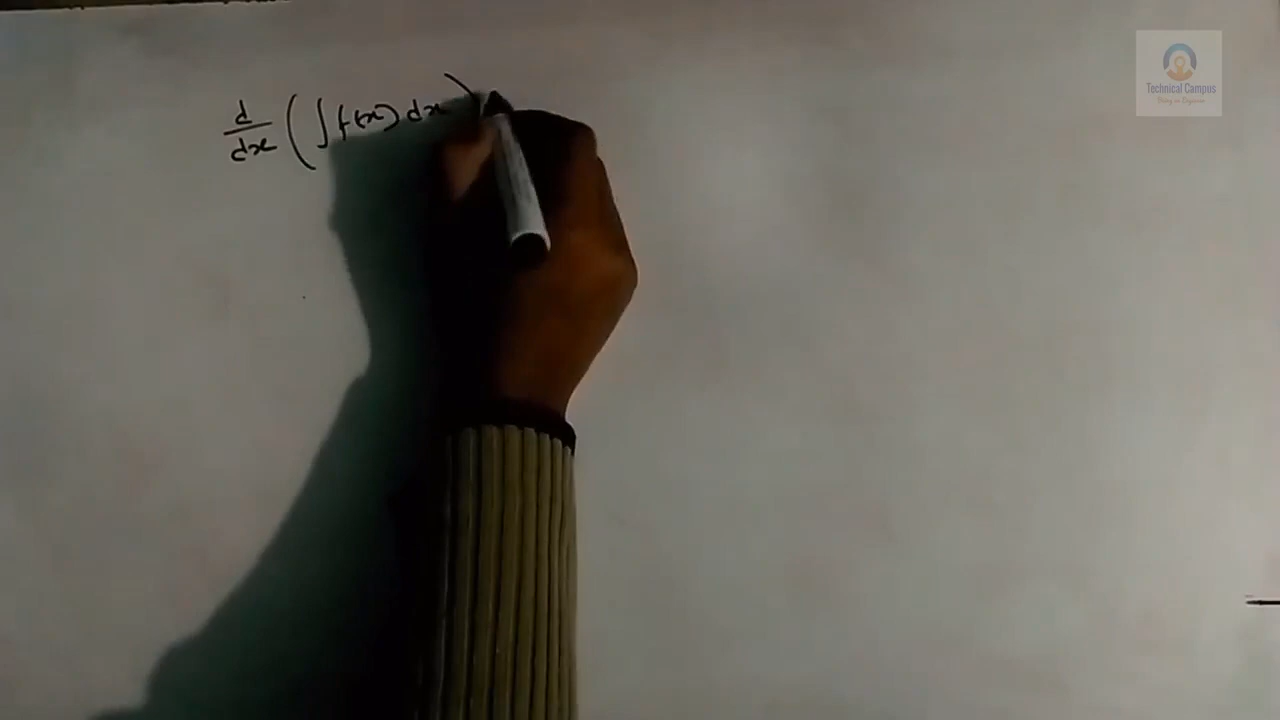 d/dx (∫f(x) dx)
Technical Campus